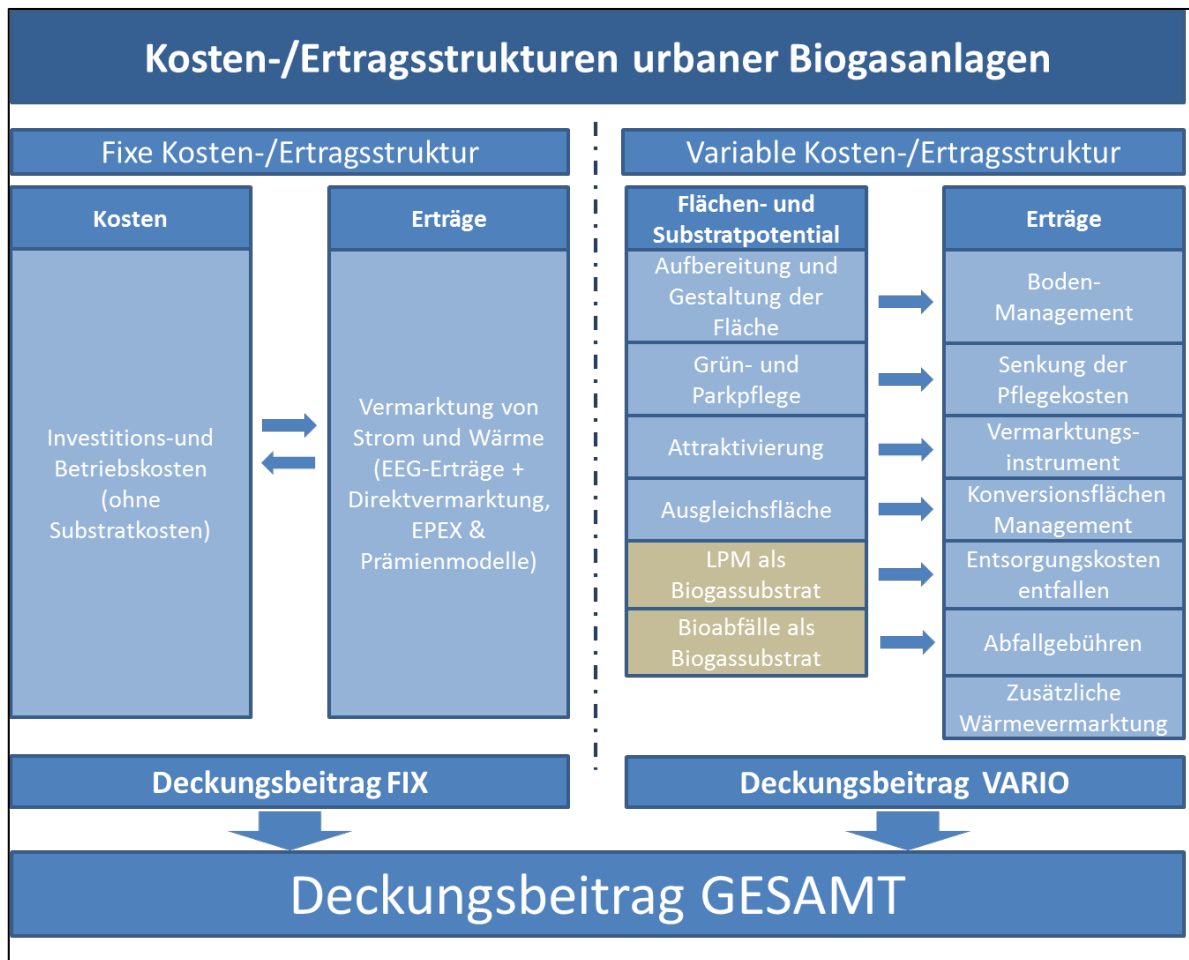 Kosten-/Ertragsstrukturen urbaner Biogasanlagen
Fixe Kosten-/Ertragsstruktur
Kosten
Investitions-und
Betriebskosten
(ohne
Substratkosten)
Erträge
Vermarktung von
Strom und Wärme
(EEG-Erträge +
Direktvermarktung,
EPEX &
Prämienmodelle)
Deckungsbeitrag FIX
Variable Kosten-/Ertragsstruktur
Flächen- und
Substratpotential
Erträge
Aufbereitung und
Gestaltung der
Fläche
Boden-
Management
Grün- und
Parkpflege
Senkung der
Pflegekosten
Attraktivierung
Vermarktungs-
instrument
Ausgleichsfläche
Konversionsflächen
Management
LPM als
Biogassubstrat
Entsorgungskosten
entfallen
Bioabfälle als
Biogassubstrat
Abfallgebühren
Zusätzliche
Wärmevermarktung
Deckungsbeitrag VARIO
Deckungsbeitrag GESAMT